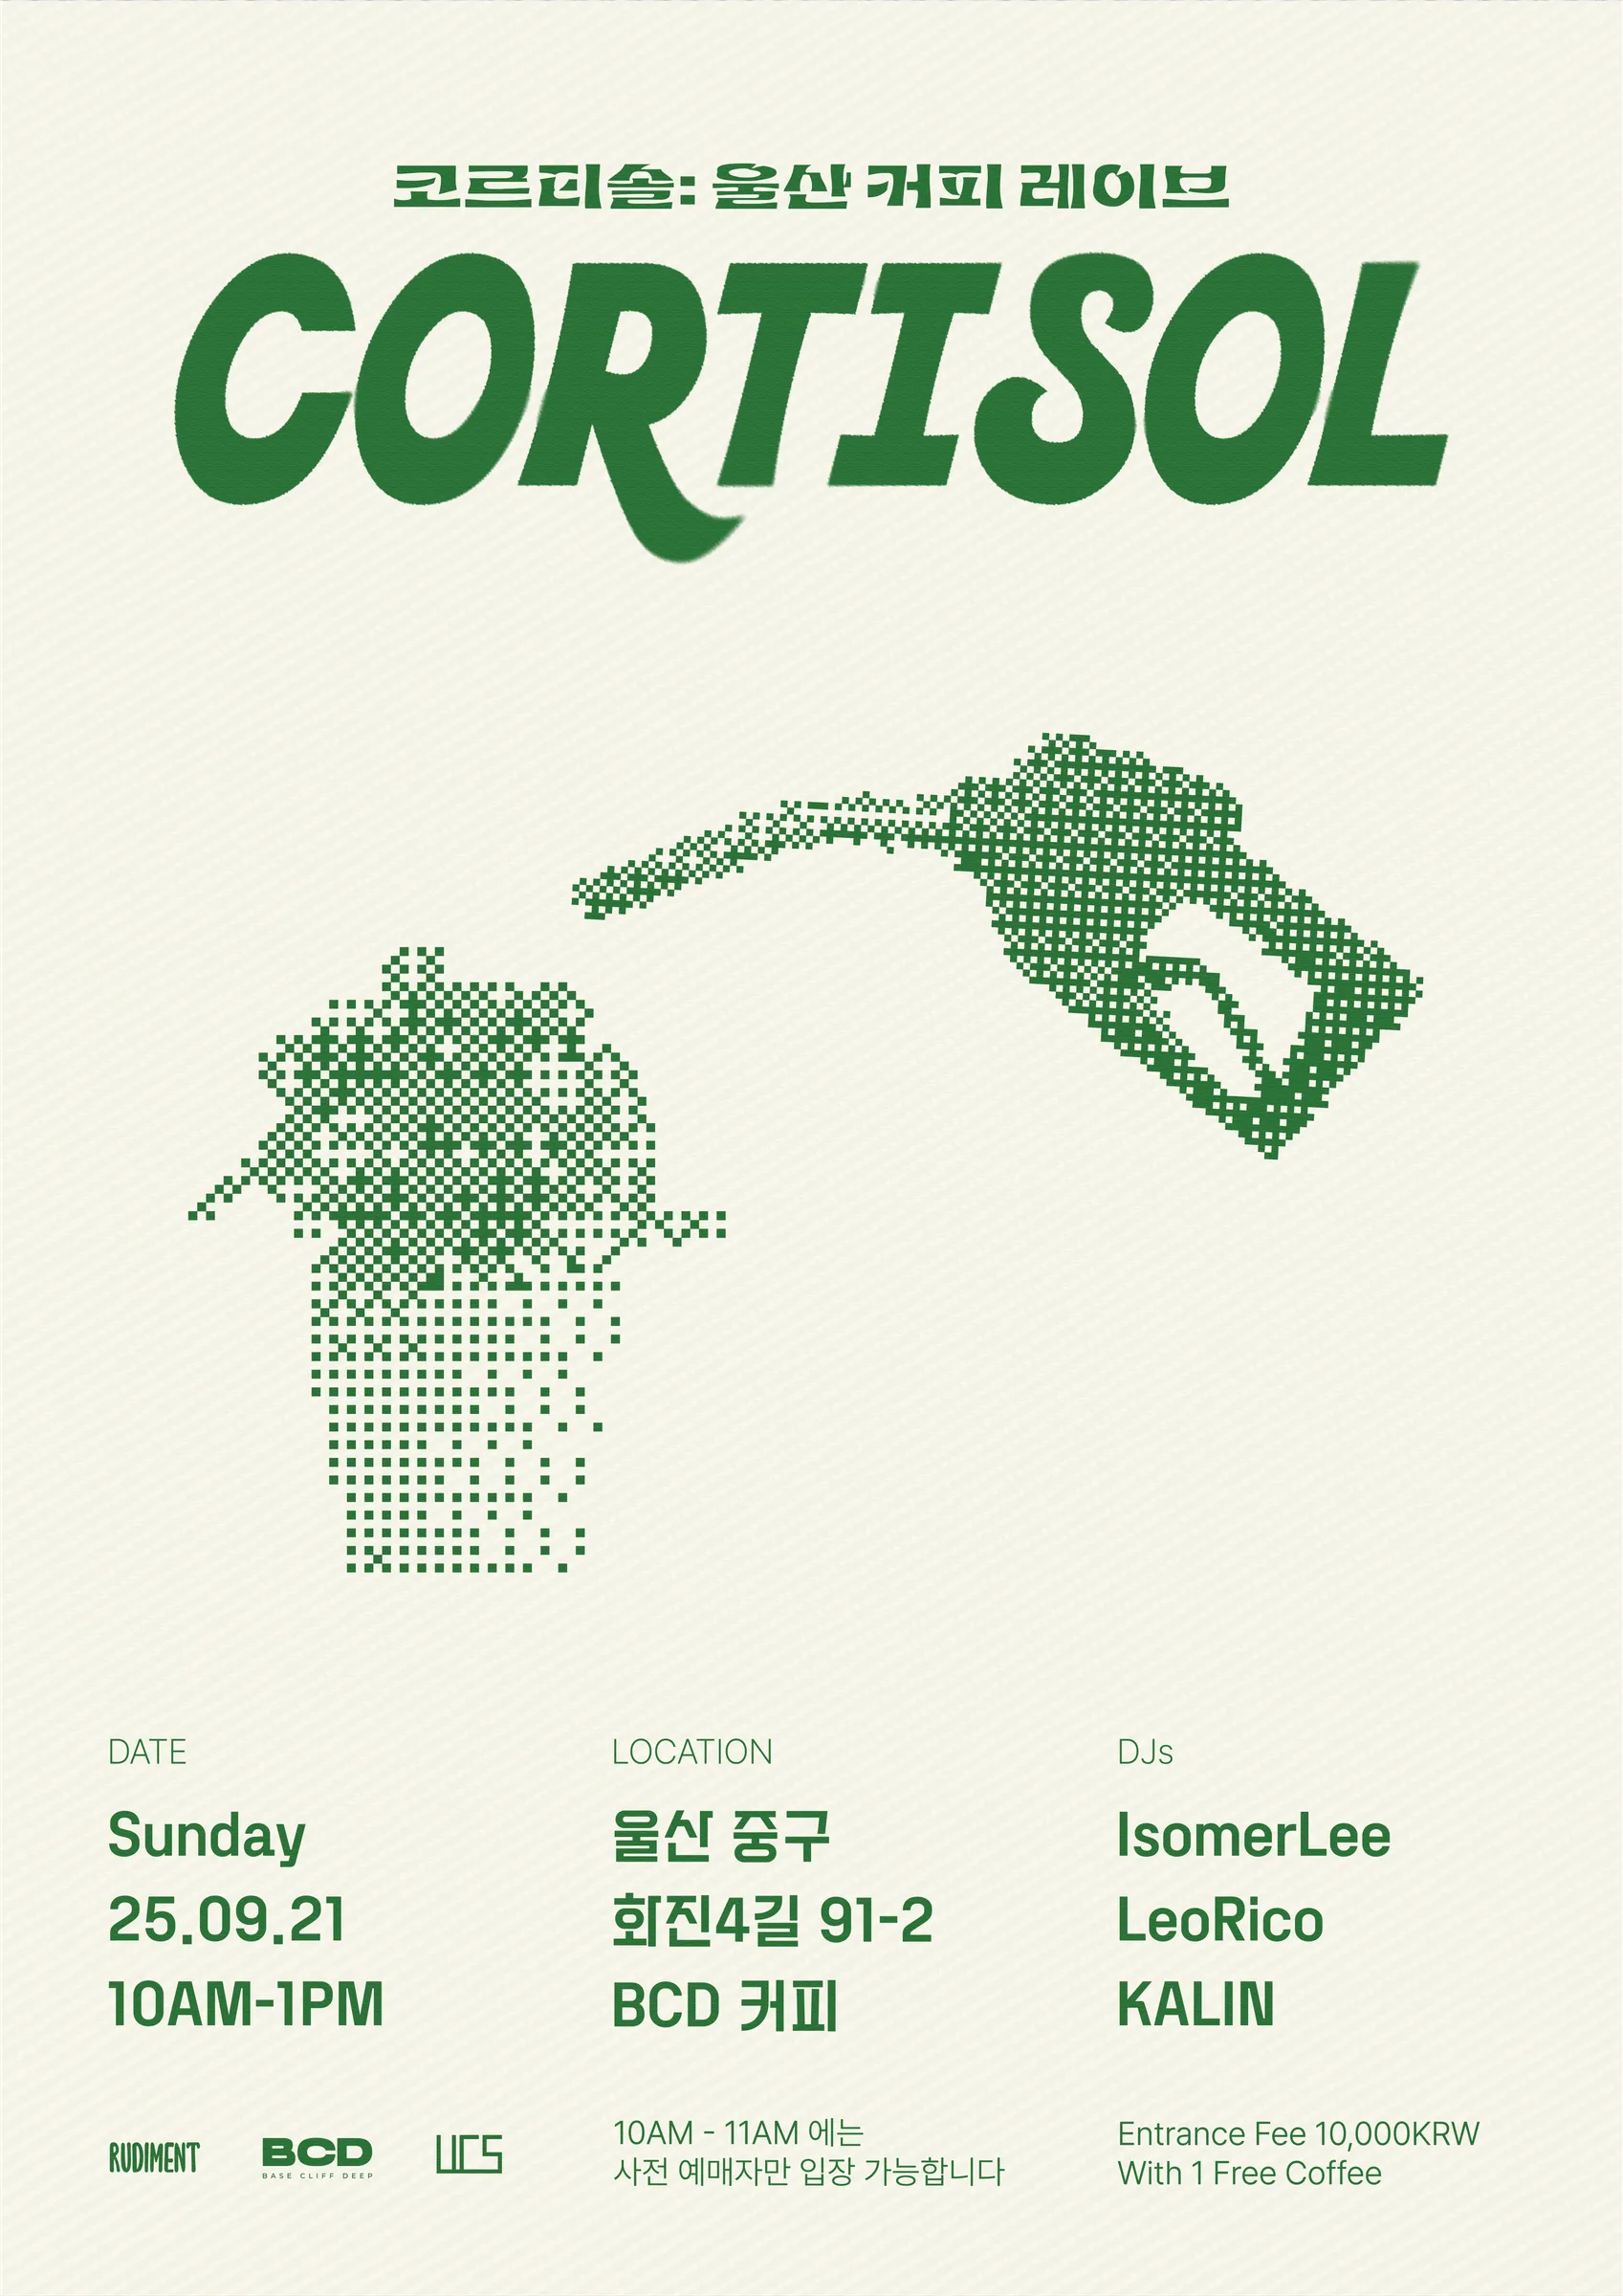 코르티솔: 울산 커피 레이브
CORTISOL
DATE
Sunday
25.09.21
10AM-1PM
LOCATION
울산 중구
화진4길 91-2
BCD 커피
DJs
IsomerLee
LeoRico
KALIN
RUDIMENT
BCD
BASE CLIFF DEEP
UCS
10AM - 11AM 에는
사전 예매자만 입장 가능합니다
Entrance Fee 10,000KRW
With 1 Free Coffee